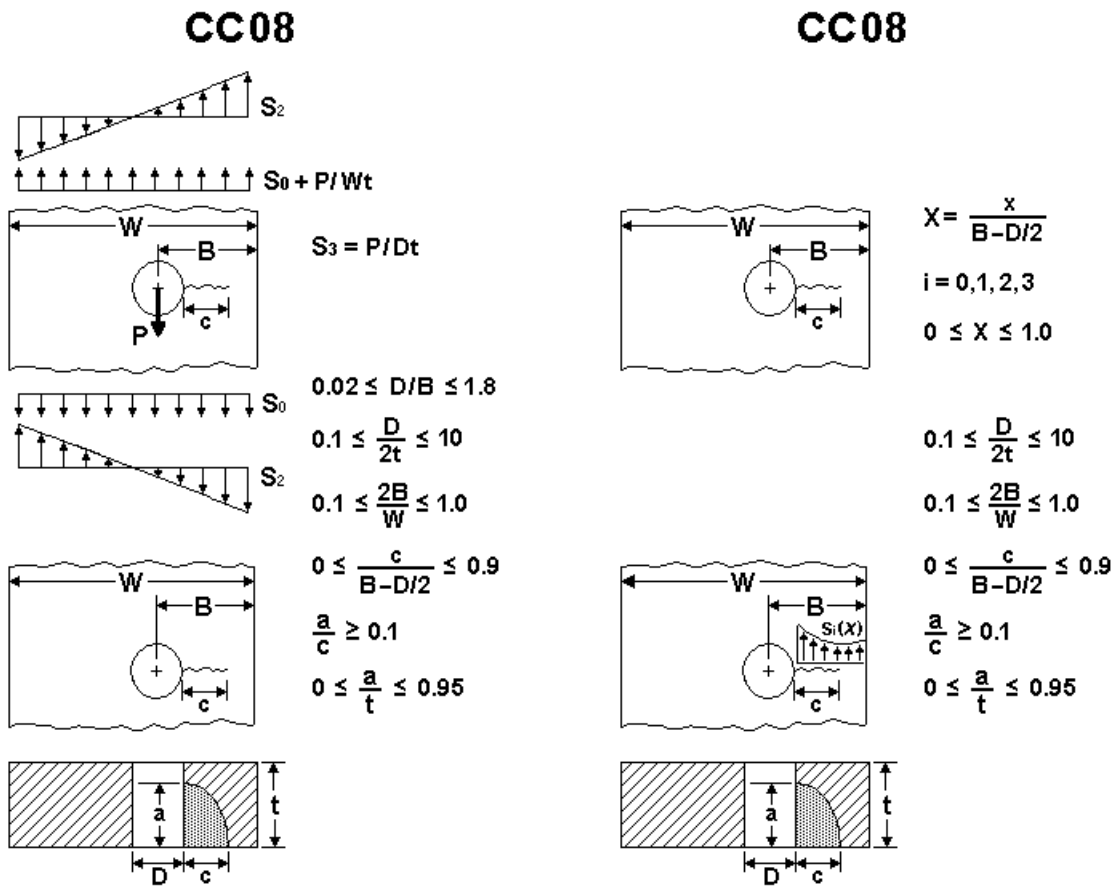 CC08
S2
S0 + P/Wt
W
B
S3 = P/Dt
c
P
0.02 ≤ D/B ≤ 1.8
S0
0.1 ≤ D/2t ≤ 10
S2
0.1 ≤ 2B/W ≤ 1.0
W
0 ≤ c/(B–D/2) ≤ 0.9
B
a/c ≥ 0.1
c
0 ≤ a/t ≤ 0.95
a
t
D
c
CC08
W
X = x/(B–D/2)
B
i = 0,1,2,3
c
0 ≤ X ≤ 1.0
0.1 ≤ D/2t ≤ 10
0.1 ≤ 2B/W ≤ 1.0
W
0 ≤ c/(B–D/2) ≤ 0.9
B
Si(X)
a/c ≥ 0.1
c
0 ≤ a/t ≤ 0.95
a
t
D
c